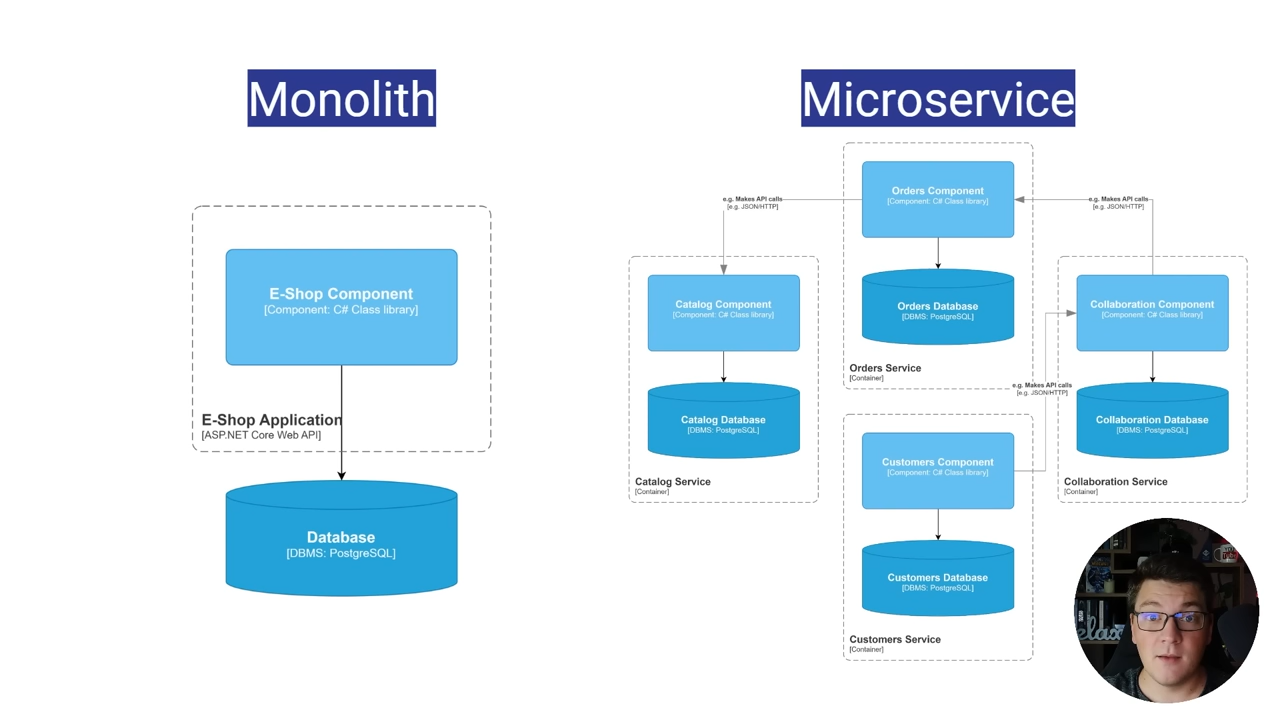 Monolith
E-Shop Component
[Component: C# Class library]
E-Shop Application
[ASP.NET Core Web API]
Database
[DBMS: PostgreSQL]
Microservice
Orders Component
[Component: C# Class library]
e.g. Makes API calls
[e.g. JSON/HTTP]
e.g. Makes API calls
[e.g. JSON/HTTP]
Orders Database
[DBMS: PostgreSQL]
Orders Service
[Container]
Catalog Component
[Component: C# Class library]
Catalog Database
[DBMS: PostgreSQL]
Catalog Service
[Container]
Collaboration Component
[Component: C# Class library]
e.g. Makes API calls
[e.g. JSON/HTTP]
Collaboration Database
[DBMS: PostgreSQL]
Collaboration Service
[Container]
Customers Component
[Component: C# Class library]
Customers Database
[DBMS: PostgreSQL]
Customers Service
[Container]
elax